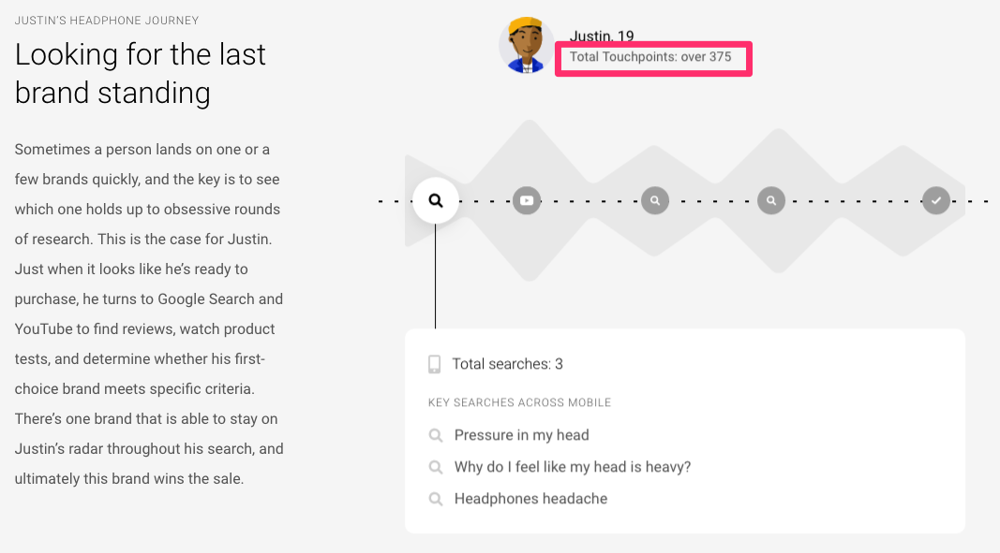 JUSTIN'S HEADPHONE JOURNEY
Looking for the last
brand standing
Sometimes a person lands on one or a
few brands quickly, and the key is to see
which one holds up to obsessive rounds
of research. This is the case for Justin.
Just when it looks like he’s ready to
purchase, he turns to Google Search and
YouTube to find reviews, watch product
tests, and determine whether his first-
choice brand meets specific criteria.
There’s one brand that is able to stay on
Justin’s radar throughout his search, and
ultimately this brand wins the sale.
Justin, 19
Total Touchpoints: over 375
Total searches: 3
KEY SEARCHES ACROSS MOBILE
Pressure in my head
Why do I feel like my head is heavy?
Headphones headache